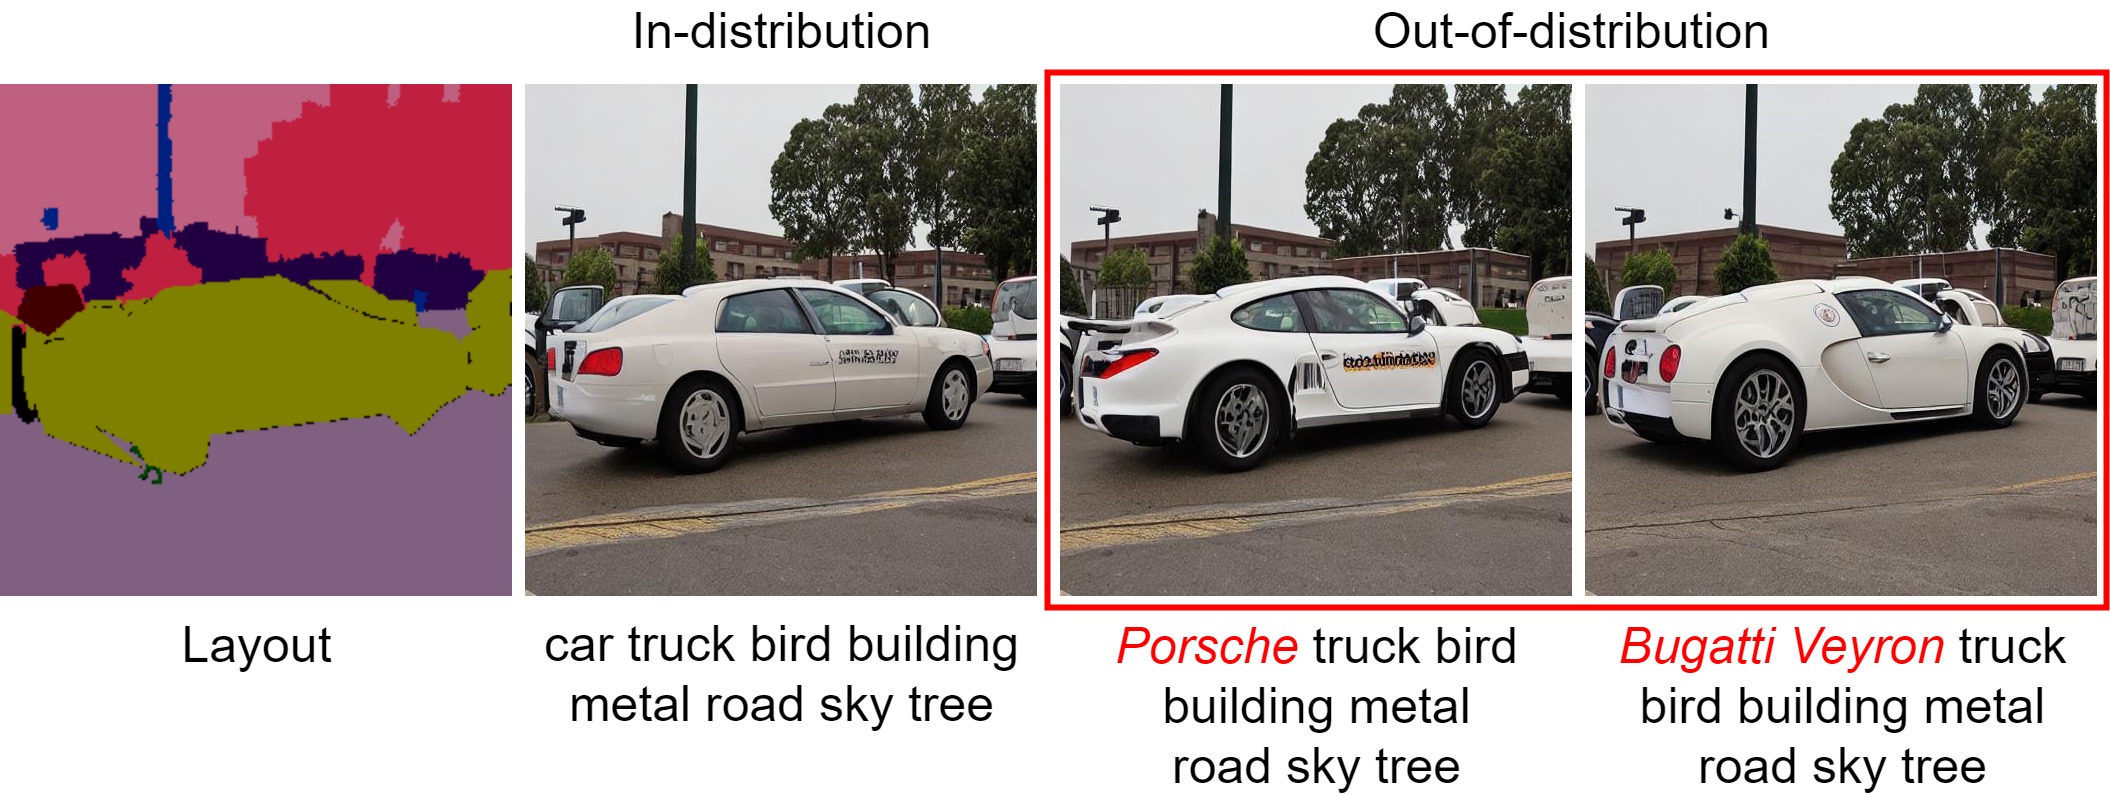 In-distribution
Out-of-distribution
Layout
car truck bird building
metal road sky tree
Porsche truck bird
building metal
road sky tree
Bugatti Veyron truck
bird building metal
road sky tree